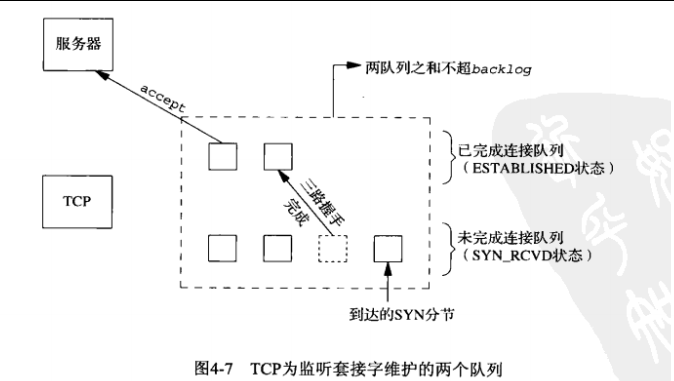 服务器
两队列之和不超backlog
accept
已完成连接队列
（ESTABLISHED状态）
三路握手
完成
TCP
未完成连接队列
（SYN_RCVD状态）
到达的SYN分节
图4-7 TCP为监听套接字维护的两个队列